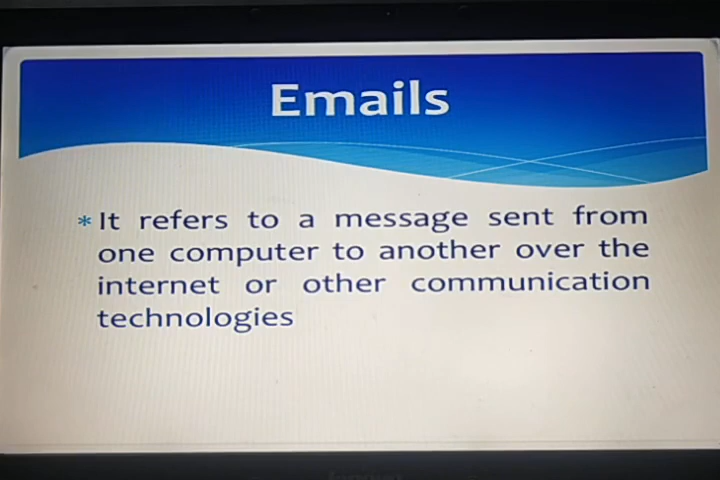 Emails
* It refers to a message sent from
one computer to another over the
internet or other communication
technologies